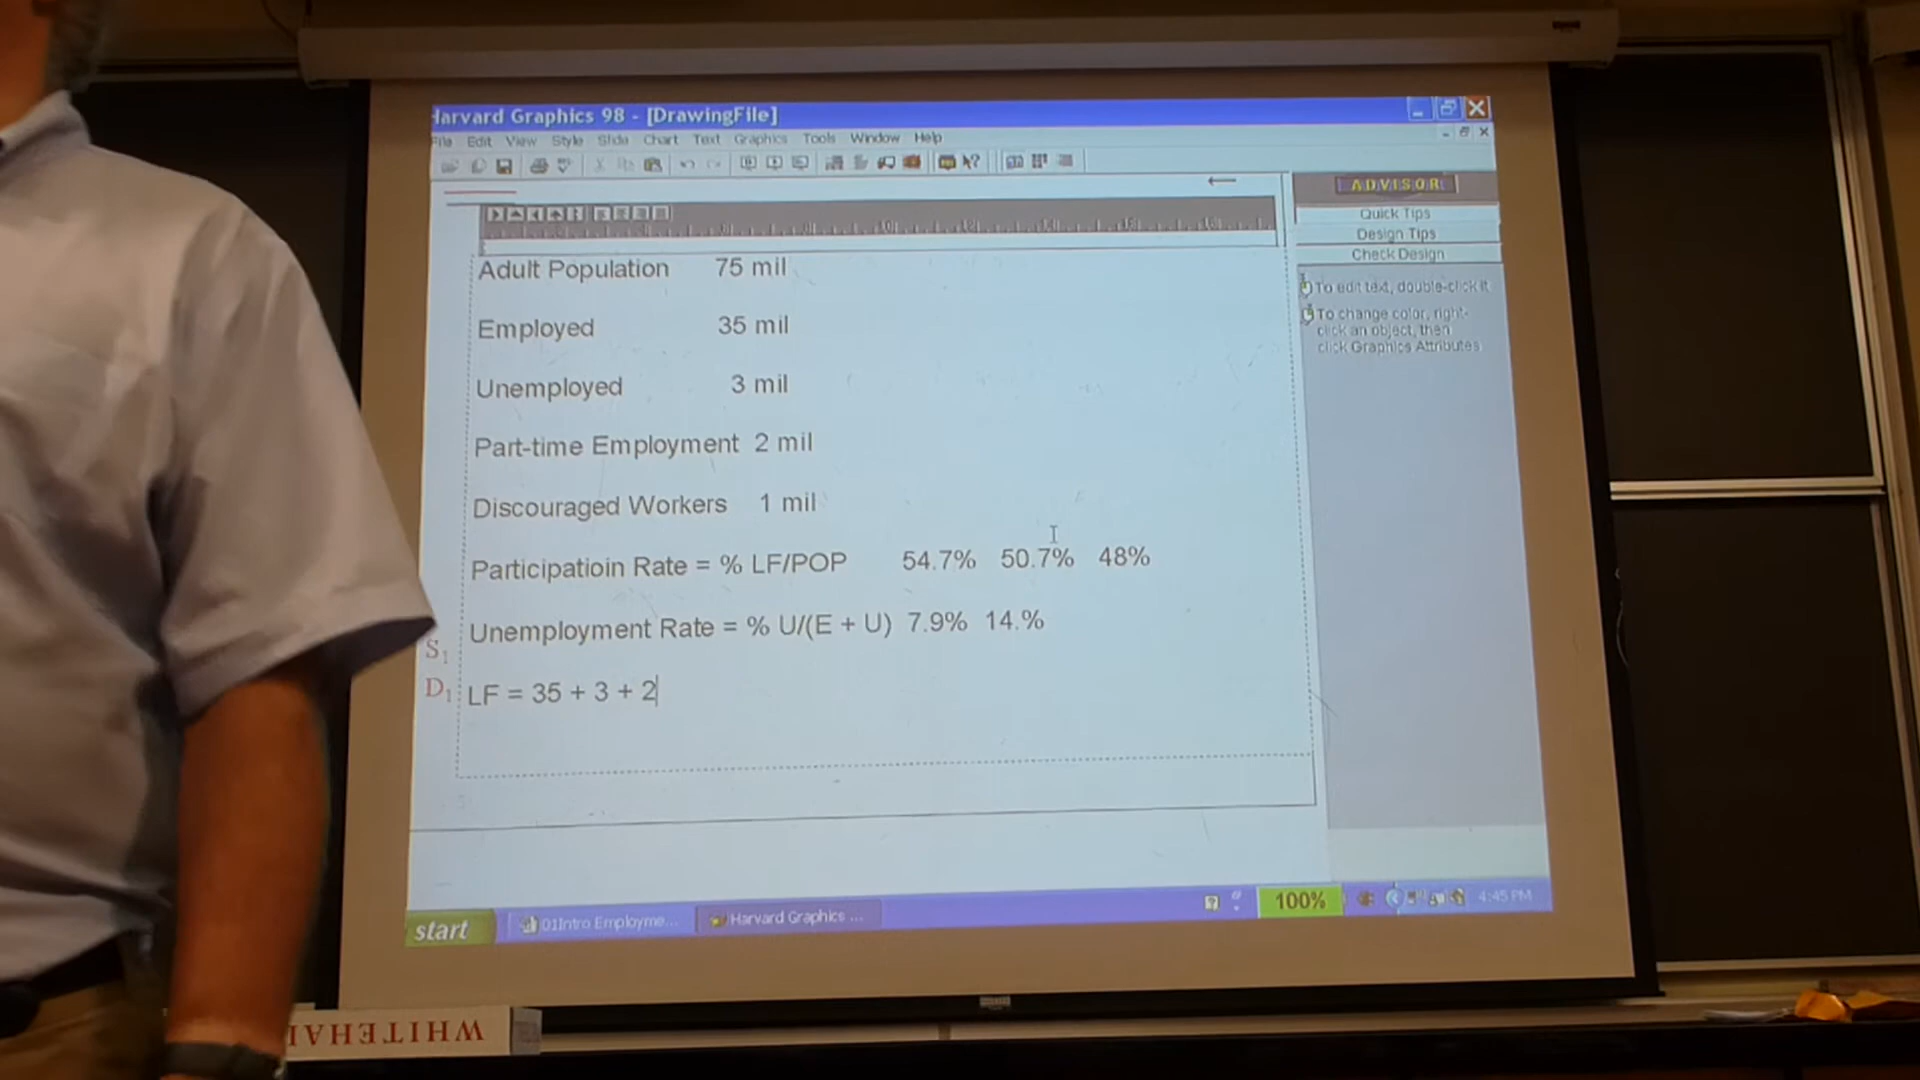 Harvard Graphics 98 - [DrawingFile]
File Edit View Style Slide Chart Text Graphics Tools Window Help
ADVISOR
Quick Tips
Design Tips
Check Design
To edit text, double-click it
To change color, right-
click an object, then
click Graphics Attributes
Adult Population 75 mil
Employed 35 mil
Unemployed 3 mil
Part-time Employment 2 mil
Discouraged Workers 1 mil
Participatioin Rate = % LF/POP 54.7% 50.7% 48%
Unemployment Rate = % U/(E + U) 7.9% 14.%
S1
D1
LF = 35 + 3 + 2
start 01Intro Employme... Harvard Graphics ... 100% 4:45 PM
WHITEHA